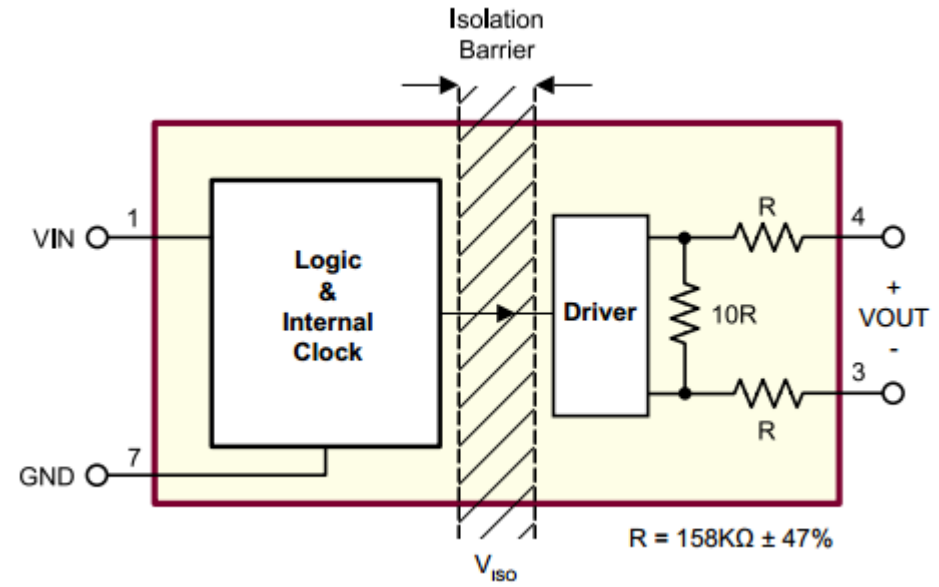 Isolation
Barrier
1
VIN
Logic
&
Internal
Clock
Driver
R
4
10R
+
VOUT
-
3
R
7
GND
R = 158KΩ ± 47%
VISO